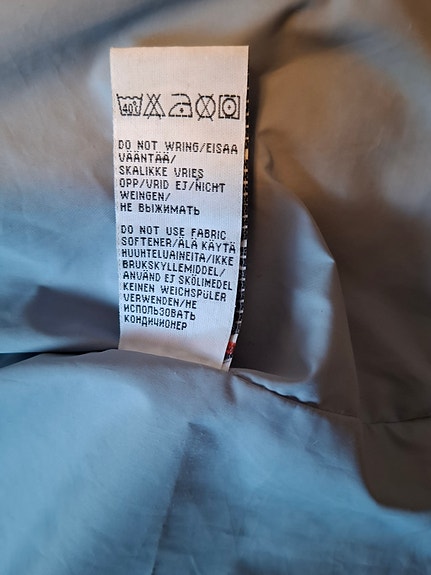 40°
DO NOT WRING/EISAA
VÄÄNTÄÄ/
SKALIKKE VRIES
OPP/VRID EJ/NICHT
WEINGEN/
НЕ ВЫЖИМАТЬ
DO NOT USE FABRIC
SOFTENER/ÄLÄ KÄYTÄ
HUUHTELUAINEITA/IKKE
BRUKSKYLLEMIDDEL/
ANVÄND EJ SKÖLIMEDEL
KEINEN WEICHSPÜLER
VERWENDEN/НЕ
ИСПОЛЬЗОВАТЬ
КОНДИЦИОНЕР